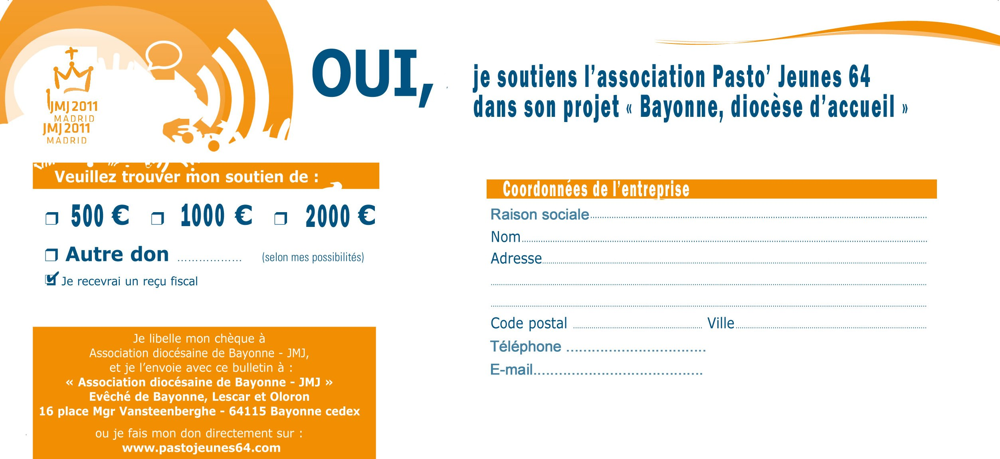 JMJ 2011
MADRID
JMJ 2011
MADRID
OUI,
je soutiens l'association Pasto' Jeunes 64
dans son projet « Bayonne, diocèse d'accueil »
Veuillez trouver mon soutien de :
❒ 500 € ❒ 1000 € ❒ 2000 €
❒ Autre don .................. (selon mes possibilités)
Je recevrai un reçu fiscal
Je libelle mon chèque à
Association diocésaine de Bayonne - JMJ,
et je l'envoie avec ce bulletin à :
« Association diocésaine de Bayonne - JMJ »
Evêché de Bayonne, Lescar et Oloron
16 place Mgr Vansteenberghe - 64115 Bayonne cedex
ou je fais mon don directement sur :
www.pastojeunes64.com
Coordonnées de l'entreprise
Raison sociale
Nom
Adresse
Code postal Ville
Téléphone
E-mail